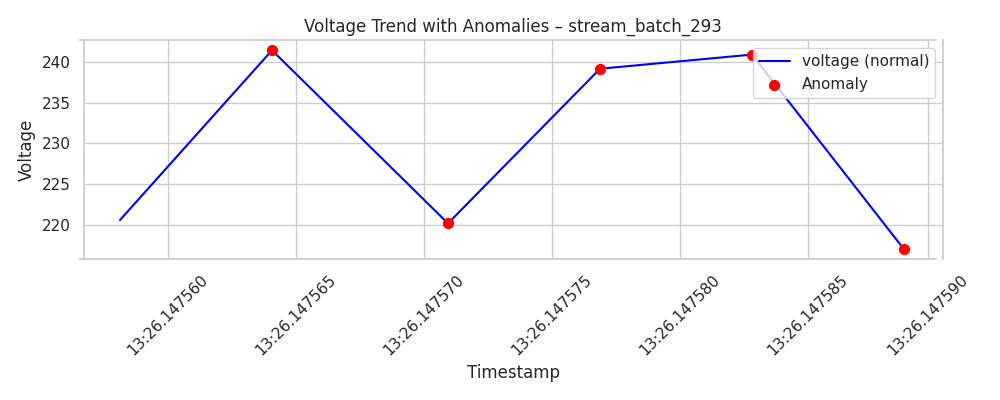 Voltage Trend with Anomalies – stream_batch_293
voltage (normal)
Anomaly
Voltage
240
235
230
225
220
13:26.147560
13:26.147565
13:26.147570
13:26.147575
13:26.147580
13:26.147585
13:26.147590
Timestamp